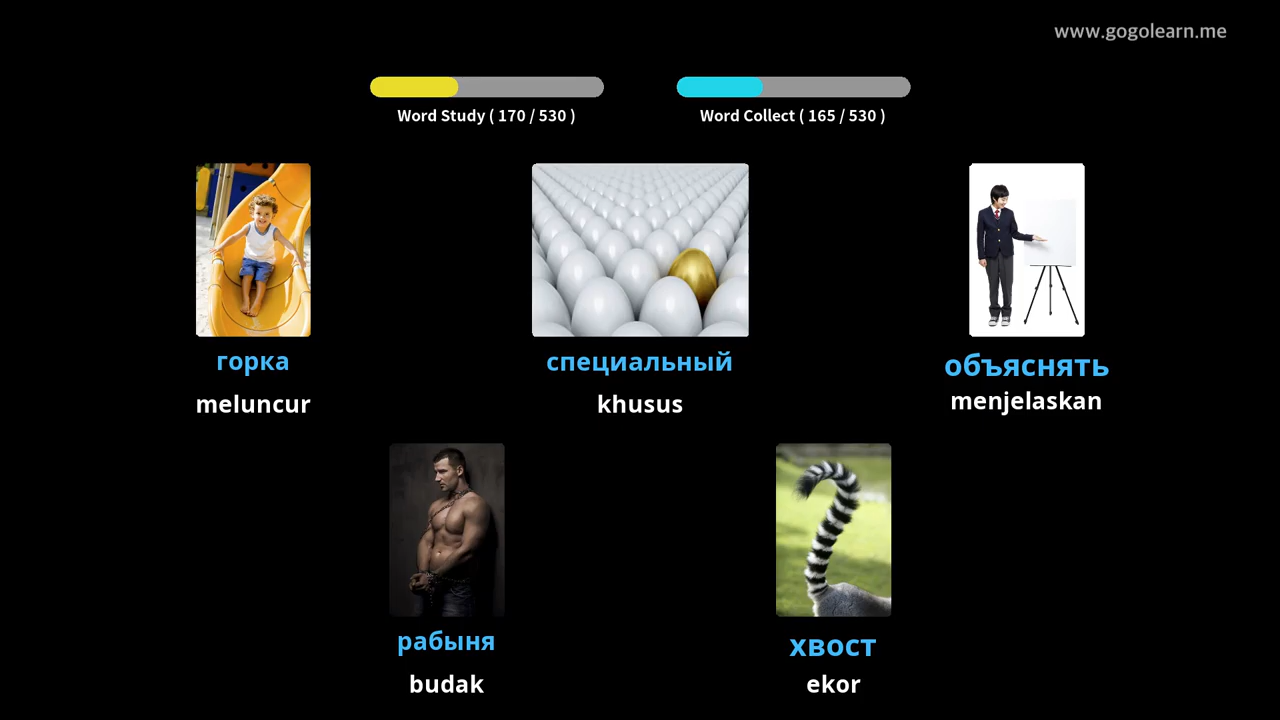 www.gogolearn.me
Word Study ( 170 / 530 )
Word Collect ( 165 / 530 )
горка
специальный
объяснять
meluncur
khusus
menjelaskan
рабыня
хвост
budak
ekor